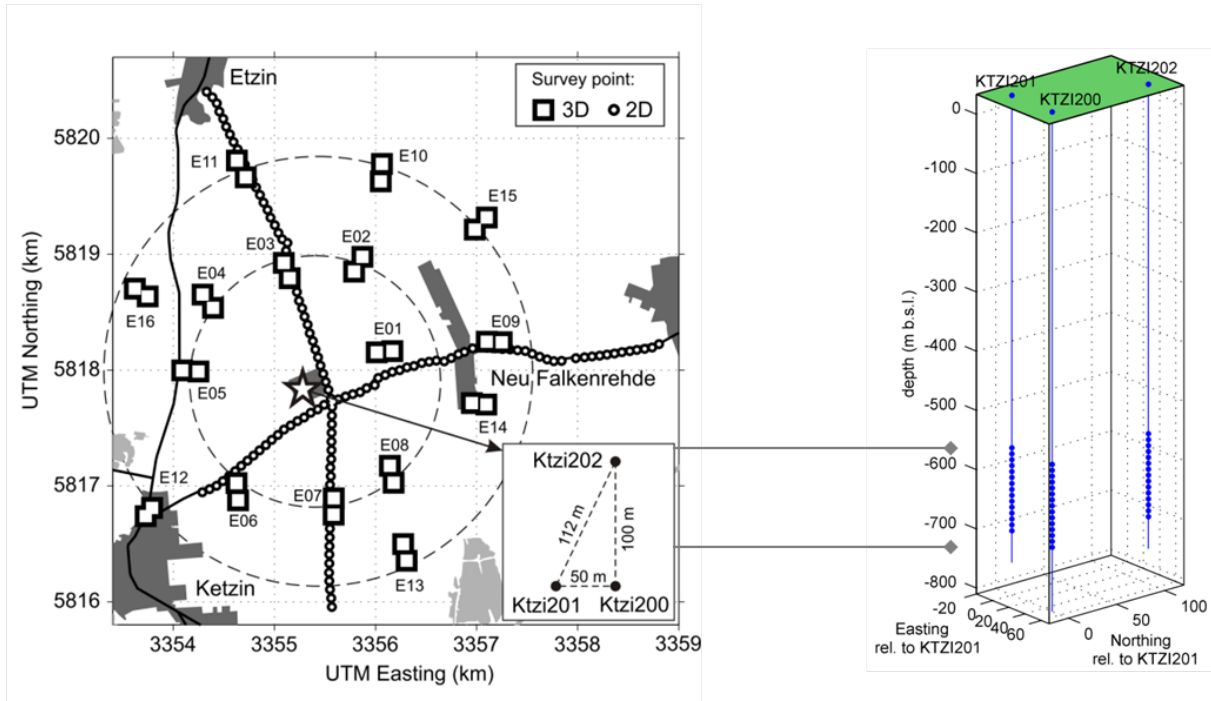 Etzin
Survey point:
3D 2D
5820
E11
E10
E15
5819
E03
E02
E04
E16
UTM Northing (km)
E01
E09
5818
E05
Neu Falkenrehde
E14
5817
E12
E08
E07
E06
E13
Ketzin
5816
Ktzi202
112 m
100 m
50 m
Ktzi201 Ktzi200
3354 3355 3356 3357 3358 3359
UTM Easting (km)
KTZI201
KTZI202
KTZI200
0
-100
-200
-300
-400
-500
-600
-700
-800
depth (m b.s.l.)
-20
0
20
40
60
Easting
rel. to KTZI201
0
50
100
Northing
rel. to KTZI201